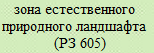 зона естественного
природного ландшафта
(РЗ 605)